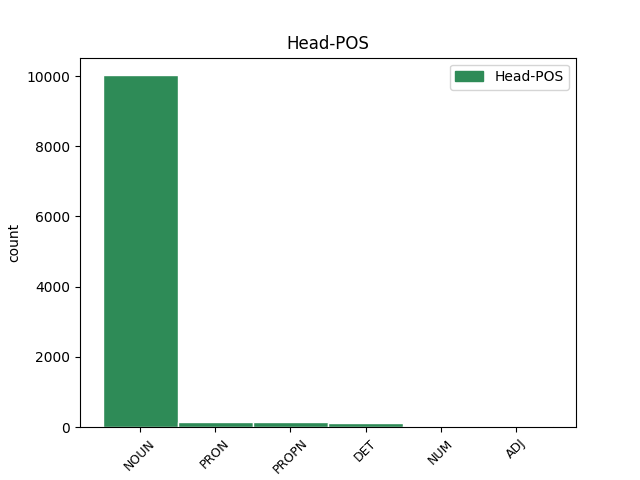 Head-POS
Head-POS
10000
8000
6000
4000
2000
0
count
NOUN
PRON
PROPN
DET
NUM
ADJ